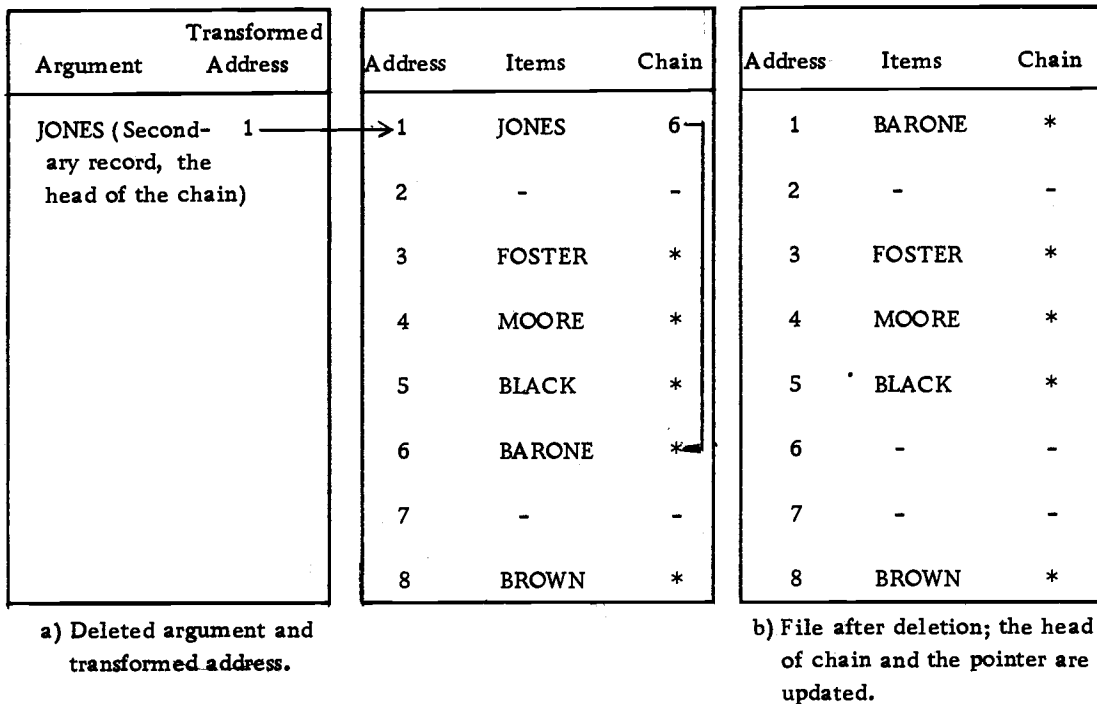 Transformed
Argument Address
JONES (Second- 1
ary record, the
head of the chain)
Address Items Chain
1 JONES 6
2 - -
3 FOSTER *
4 MOORE *
5 BLACK *
6 BARONE *
7 - -
8 BROWN *
Address Items Chain
1 BARONE *
2 - -
3 FOSTER *
4 MOORE *
5 BLACK *
6 - -
7 - -
8 BROWN *
a) Deleted argument and
transformed address.
b) File after deletion; the head
of chain and the pointer are
updated.